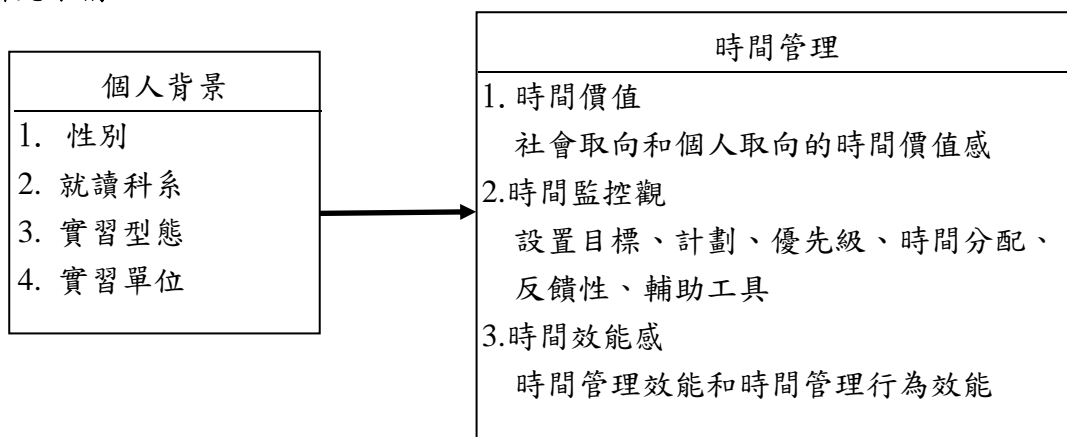 個人背景
1. 性別
2. 就讀科系
3. 實習型態
4. 實習單位
時間管理
1. 時間價值
社會取向和個人取向的時間價值感
2.時間監控觀
設置目標、計劃、優先級、時間分配、
反饋性、輔助工具
3.時間效能感
時間管理效能和時間管理行為效能